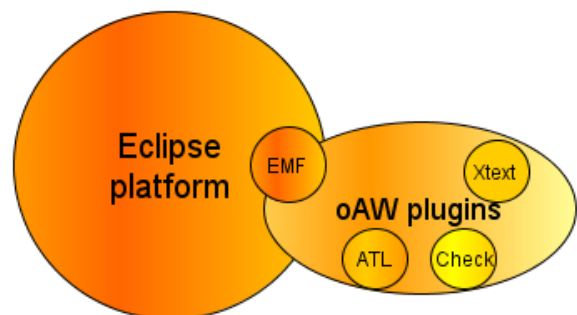 Eclipse
platform
EMF
Xtext
oAW plugins
ATL
Check